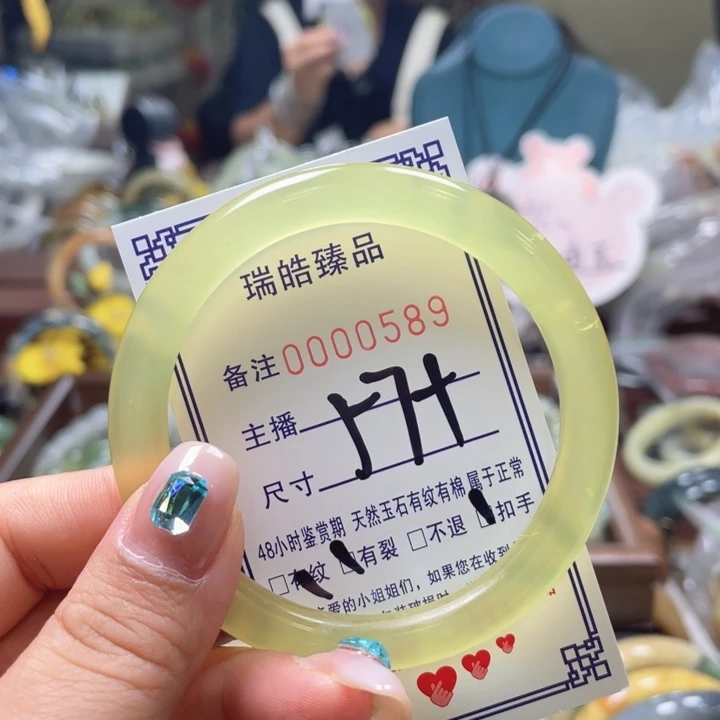 瑞皓臻品
备注0000589
主播
尺寸
48小时鉴赏期 天然玉石有纹有棉属于正常
□有纹 □有裂 □不退 □扣手
爱的小姐姐们，如果您在收到